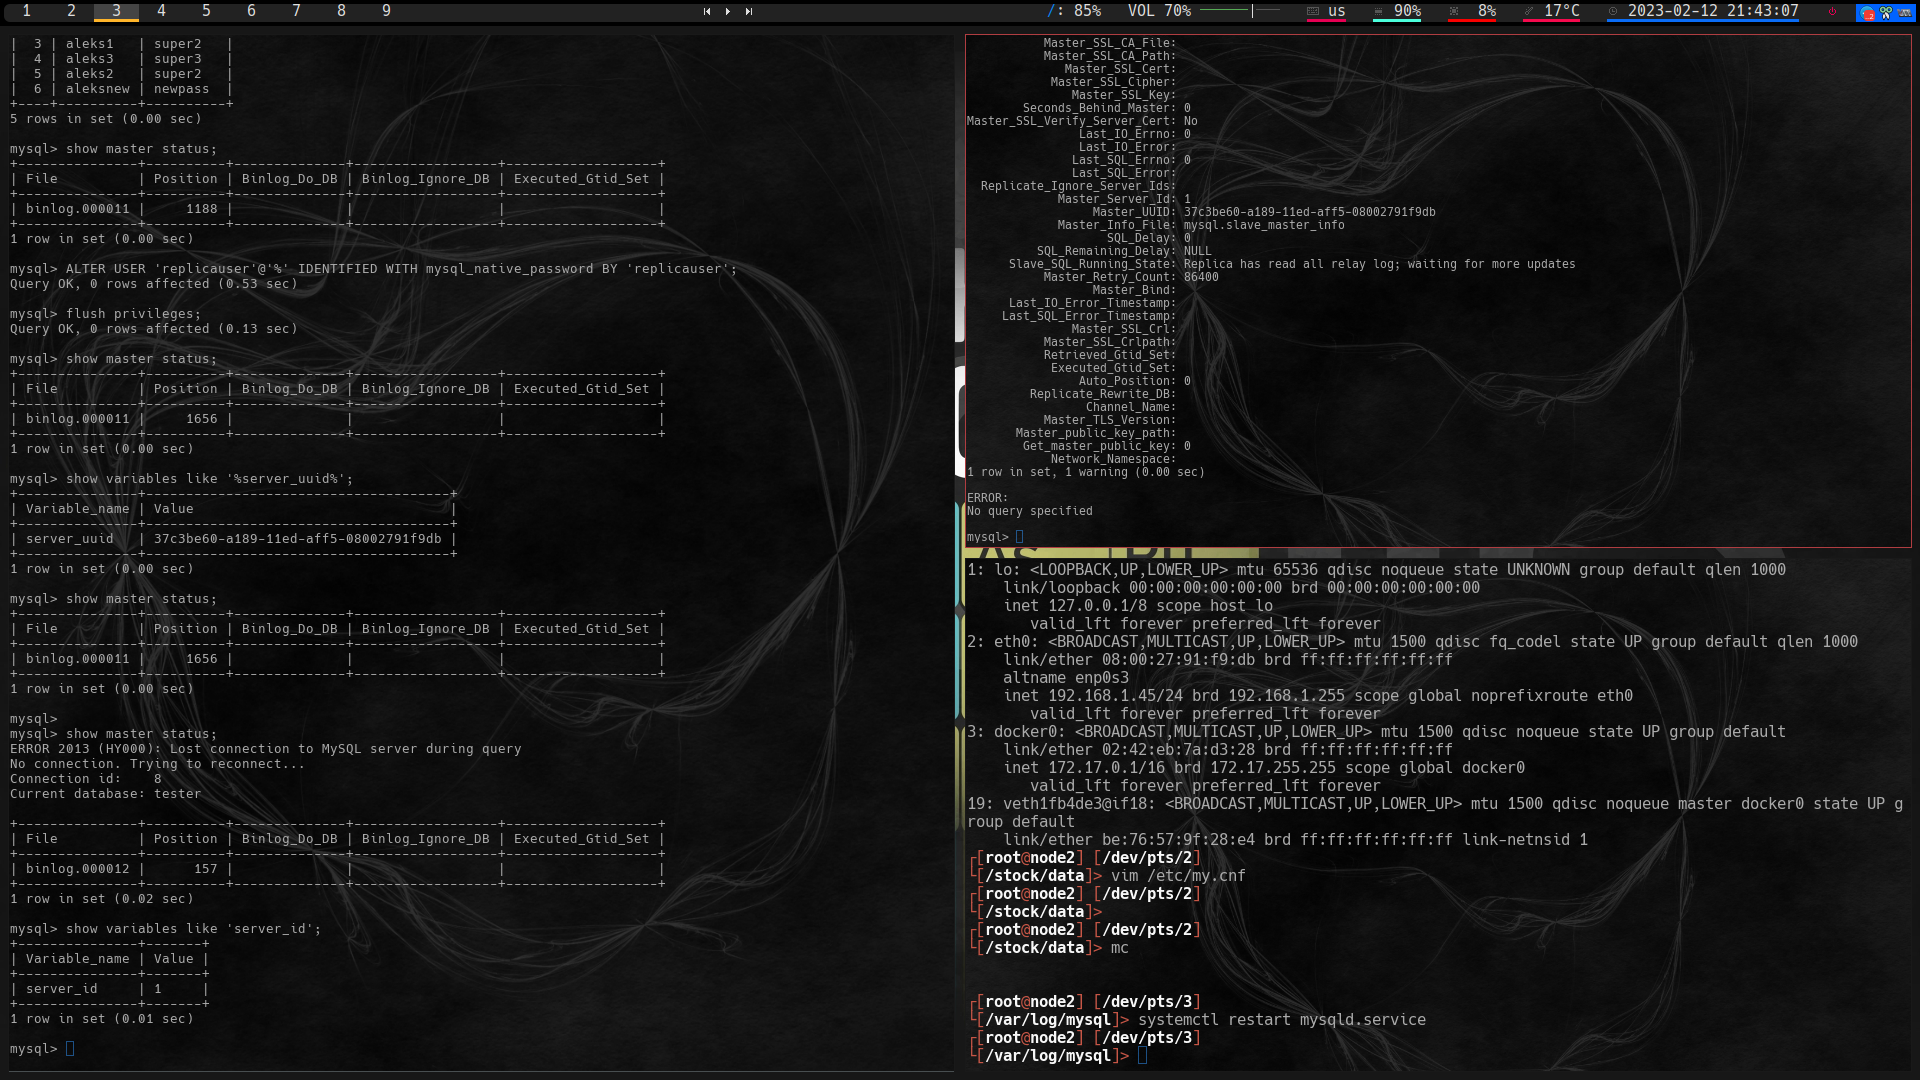 1 2 3 4 5 6 7 8 9 /: 85% VOL 70% us 90% 8% 17°C 2023-02-12 21:43:07
|  3 | aleks1   | super2   |
|  4 | aleks3   | super3   |
|  5 | aleks2   | super2   |
|  6 | aleksnew | newpass  |
+----+----------+----------+
5 rows in set (0.00 sec)
mysql> show master status;
+---------------+----------+--------------+------------------+-------------------+
| File          | Position | Binlog_Do_DB | Binlog_Ignore_DB | Executed_Gtid_Set |
+---------------+----------+--------------+------------------+-------------------+
| binlog.000011 |     1188 |              |                  |                   |
+---------------+----------+--------------+------------------+-------------------+
1 row in set (0.00 sec)
mysql> ALTER USER 'replicauser'@'%' IDENTIFIED WITH mysql_native_password BY 'replicauser';
Query OK, 0 rows affected (0.53 sec)
mysql> flush privileges;
Query OK, 0 rows affected (0.13 sec)
mysql> show master status;
+---------------+----------+--------------+------------------+-------------------+
| File          | Position | Binlog_Do_DB | Binlog_Ignore_DB | Executed_Gtid_Set |
+---------------+----------+--------------+------------------+-------------------+
| binlog.000011 |     1656 |              |                  |                   |
+---------------+----------+--------------+------------------+-------------------+
1 row in set (0.00 sec)
mysql> show variables like '%server_uuid%';
+---------------+--------------------------------------+
| Variable_name | Value                                |
+---------------+--------------------------------------+
| server_uuid   | 37c3be60-a189-11ed-aff5-08002791f9db |
+---------------+--------------------------------------+
1 row in set (0.00 sec)
mysql> show master status;
+---------------+----------+--------------+------------------+-------------------+
| File          | Position | Binlog_Do_DB | Binlog_Ignore_DB | Executed_Gtid_Set |
+---------------+----------+--------------+------------------+-------------------+
| binlog.000011 |     1656 |              |                  |                   |
+---------------+----------+--------------+------------------+-------------------+
1 row in set (0.00 sec)
mysql>
mysql> show master status;
ERROR 2013 (HY000): Lost connection to MySQL server during query
No connection. Trying to reconnect...
Connection id:    8
Current database: tester
+---------------+----------+--------------+------------------+-------------------+
| File          | Position | Binlog_Do_DB | Binlog_Ignore_DB | Executed_Gtid_Set |
+---------------+----------+--------------+------------------+-------------------+
| binlog.000012 |      157 |              |                  |                   |
+---------------+----------+--------------+------------------+-------------------+
1 row in set (0.02 sec)
mysql> show variables like 'server_id';
+---------------+-------+
| Variable_name | Value |
+---------------+-------+
| server_id     | 1     |
+---------------+-------+
1 row in set (0.01 sec)
mysql>
Master_SSL_CA_File:
Master_SSL_CA_Path:
Master_SSL_Cert:
Master_SSL_Cipher:
Master_SSL_Key:
Seconds_Behind_Master: 0
Master_SSL_Verify_Server_Cert: No
Last_IO_Errno: 0
Last_IO_Error:
Last_SQL_Errno: 0
Last_SQL_Error:
Replicate_Ignore_Server_Ids:
Master_Server_Id: 1
Master_UUID: 37c3be60-a189-11ed-aff5-08002791f9db
Master_Info_File: mysql.slave_master_info
SQL_Delay: 0
SQL_Remaining_Delay: NULL
Slave_SQL_Running_State: Replica has read all relay log; waiting for more updates
Master_Retry_Count: 86400
Master_Bind:
Last_IO_Error_Timestamp:
Last_SQL_Error_Timestamp:
Master_SSL_Crl:
Master_SSL_Crlpath:
Retrieved_Gtid_Set:
Executed_Gtid_Set:
Auto_Position: 0
Replicate_Rewrite_DB:
Channel_Name:
Master_TLS_Version:
Master_public_key_path:
Get_master_public_key: 0
Network_Namespace:
1 row in set, 1 warning (0.00 sec)
ERROR:
No query specified
mysql>
1: lo: <LOOPBACK,UP,LOWER_UP> mtu 65536 qdisc noqueue state UNKNOWN group default qlen 1000
    link/loopback 00:00:00:00:00:00 brd 00:00:00:00:00:00
    inet 127.0.0.1/8 scope host lo
       valid_lft forever preferred_lft forever
2: eth0: <BROADCAST,MULTICAST,UP,LOWER_UP> mtu 1500 qdisc fq_codel state UP group default qlen 1000
    link/ether 08:00:27:91:f9:db brd ff:ff:ff:ff:ff:ff
    altname enp0s3
    inet 192.168.1.45/24 brd 192.168.1.255 scope global noprefixroute eth0
       valid_lft forever preferred_lft forever
3: docker0: <BROADCAST,MULTICAST,UP,LOWER_UP> mtu 1500 qdisc noqueue state UP group default
    link/ether 02:42:eb:7a:d3:28 brd ff:ff:ff:ff:ff:ff
    inet 172.17.0.1/16 brd 172.17.255.255 scope global docker0
       valid_lft forever preferred_lft forever
19: veth1fb4de3@if18: <BROADCAST,MULTICAST,UP,LOWER_UP> mtu 1500 qdisc noqueue master docker0 state UP g
roup default
    link/ether be:76:57:9f:28:e4 brd ff:ff:ff:ff:ff:ff link-netnsid 1
┌[root@node2] [/dev/pts/2]
└[/stock/data]> vim /etc/my.cnf
┌[root@node2] [/dev/pts/2]
└[/stock/data]>
┌[root@node2] [/dev/pts/2]
└[/stock/data]> mc
┌[root@node2] [/dev/pts/3]
└[/var/log/mysql]> systemctl restart mysqld.service
┌[root@node2] [/dev/pts/3]
└[/var/log/mysql]>